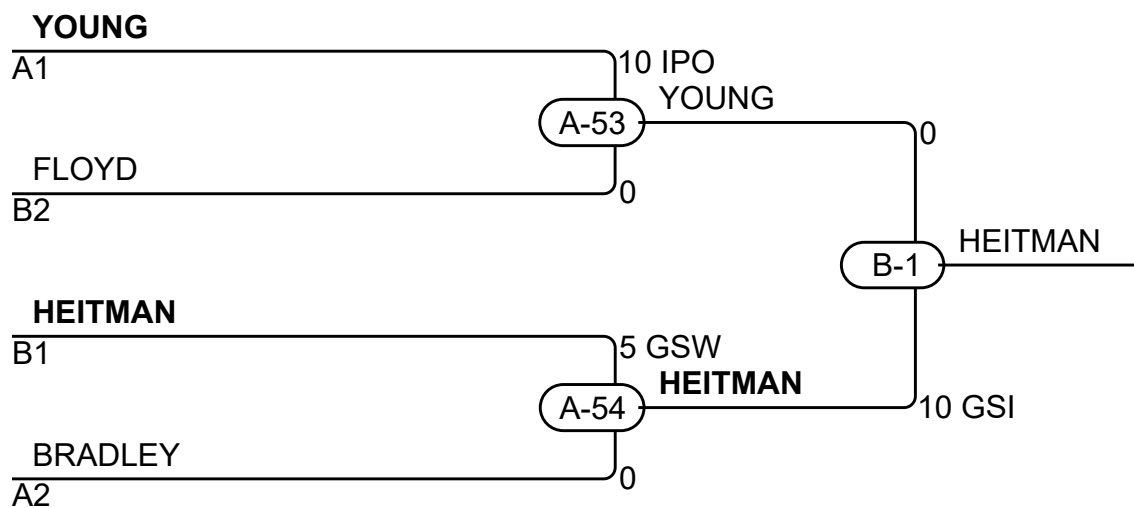 YOUNG
A1
10 IPO
YOUNG
A-53
0
FLOYD
B2
0
HEITMAN
B-1
HEITMAN
B1
5 GSW
HEITMAN
A-54
10 GSI
BRADLEY
A2
0